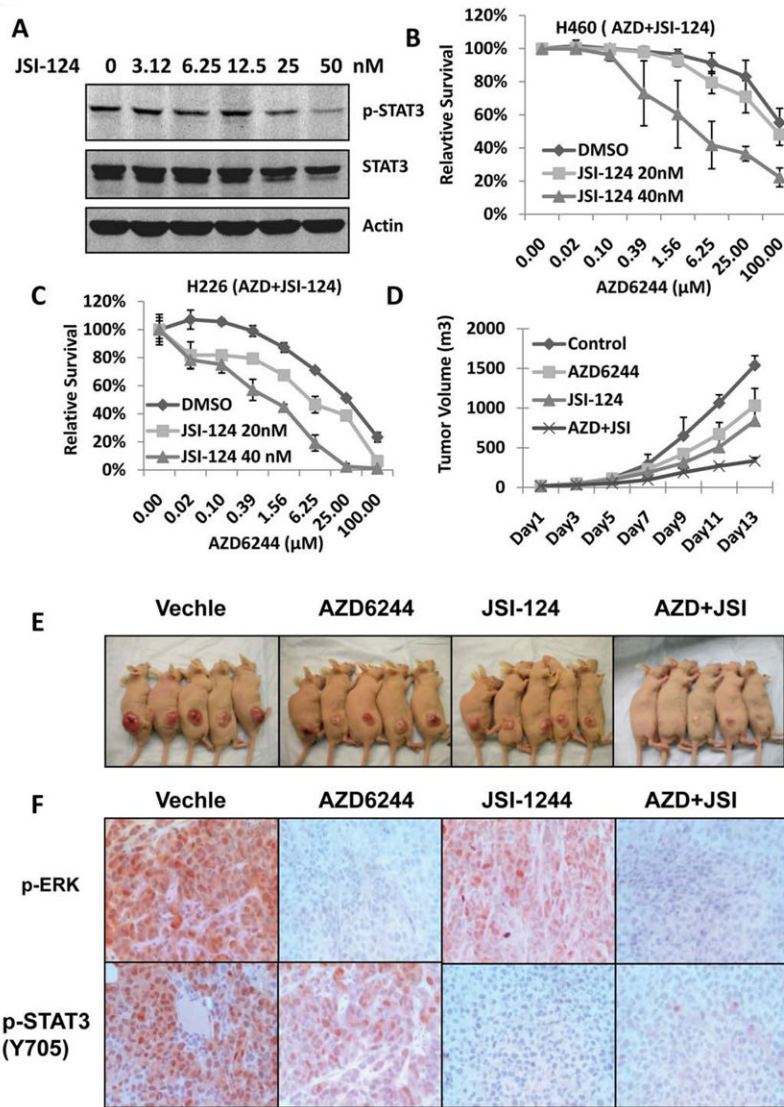 A
JSI-124 0 3.12 6.25 12.5 25 50 nM
p-STAT3
STAT3
Actin
B
H460 ( AZD+JSI-124)
Relavtive Survival
120%
100%
80%
60%
40%
20%
0%
DMSO
JSI-124 20nM
JSI-124 40nM
0.00 0.02 0.10 0.39 1.56 6.25 25.00 100.00
AZD6244 (µM)
C
H226 (AZD+JSI-124)
Relative Survival
120%
100%
80%
60%
40%
20%
0%
DMSO
JSI-124 20nM
JSI-124 40 nM
0.00 0.02 0.10 0.39 1.56 6.25 25.00 100.00
AZD6244 (µM)
D
Tumor Volume (m3)
2000
1500
1000
500
0
Control
AZD6244
JSI-124
AZD+JSI
Day1 Day3 Day5 Day7 Day9 Day11 Day13
E
Vechle AZD6244 JSI-124 AZD+JSI
F
Vechle AZD6244 JSI-1244 AZD+JSI
p-ERK
p-STAT3
(Y705)